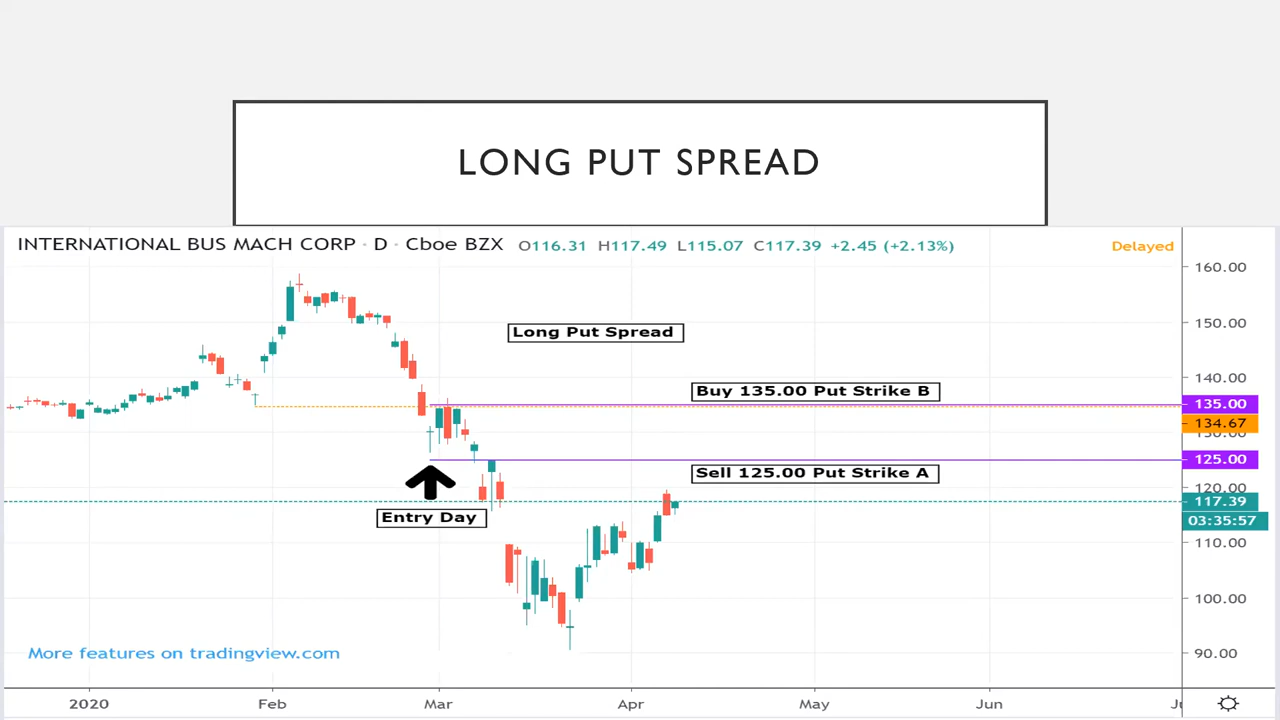 LONG PUT SPREAD
INTERNATIONAL BUS MACH CORP · D · Cboe BZX O116.31 H117.49 L115.07 C117.39 +2.45 (+2.13%)
Delayed
160.00
Long Put Spread
150.00
140.00
Buy 135.00 Put Strike B
135.00
134.67
130.00
125.00
Sell 125.00 Put Strike A
120.00
117.39
Entry Day
03:35:57
110.00
100.00
More features on tradingview.com
90.00
2020 Feb Mar Apr May Jun